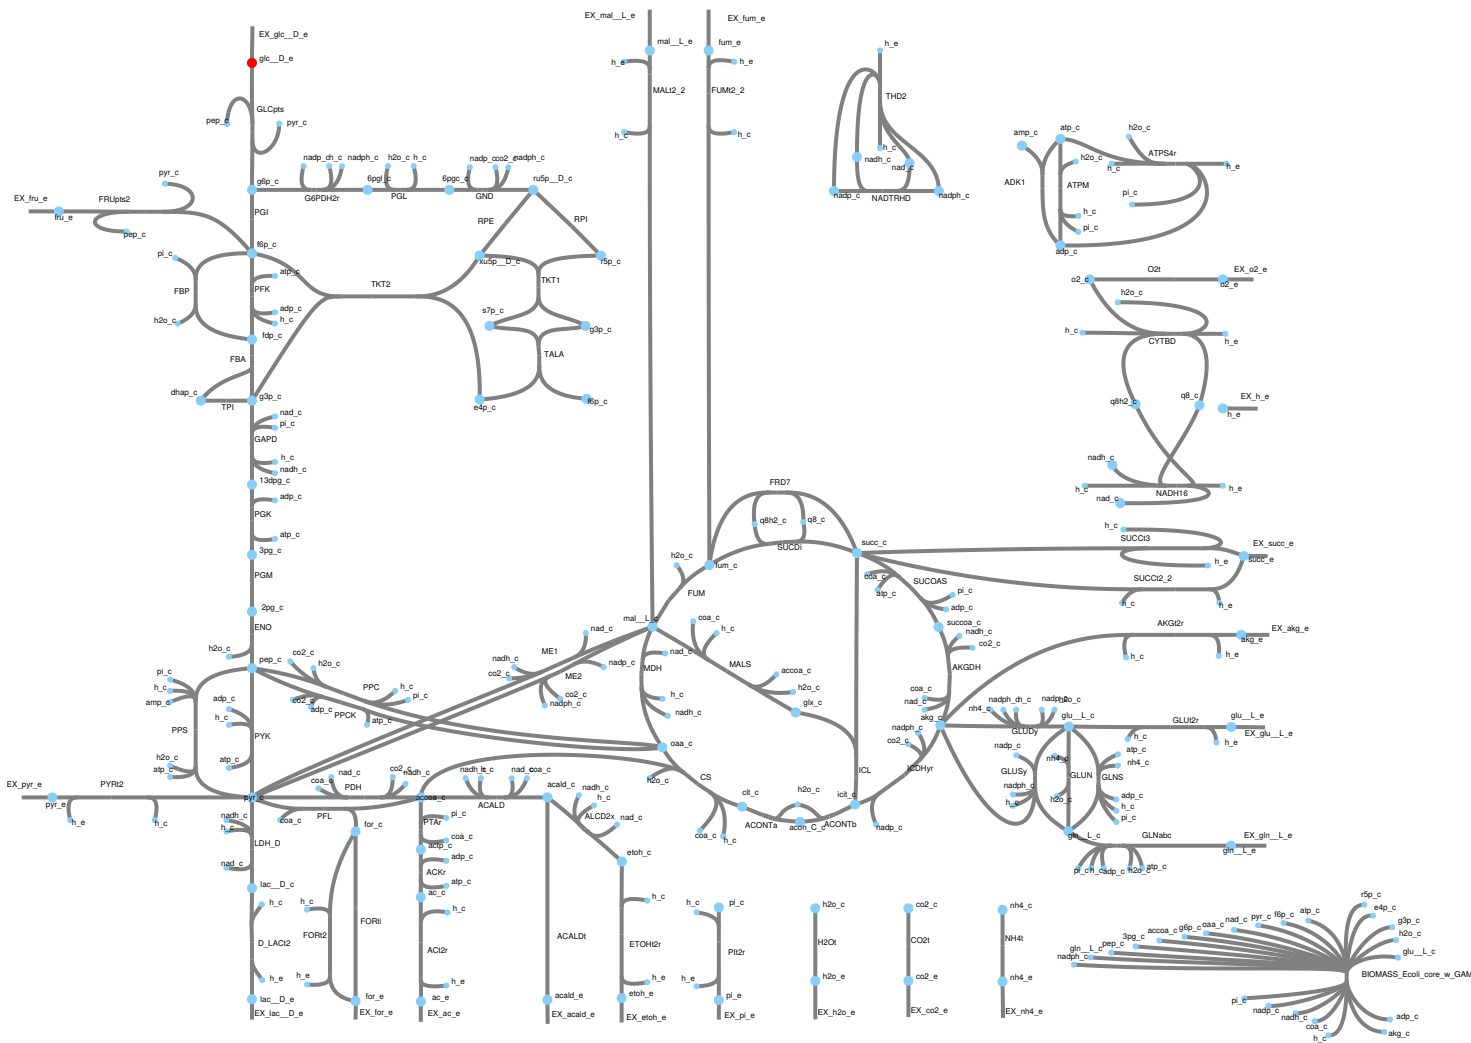 EX_mal__L_e
EX_fum_e
EX_glc__D_e
glc__D_e
mal__L_e
fum_e
h_e
h_e
MALt2_2
FUMt2_2
h_c
h_c
GLCpts
pep_c
pyr_c
h_e
THD2
h_c
nadh_c
nad_c
nadp_c
NADTRHD
nadph_c
amp_c
atp_c
h2o_c
ATPS4r
h2o_c
h_c
h_e
ADK1
ATPM
pi_c
h_c
pi_c
adp_c
nadp_c
h_c
nadph_c
h2o_c
h_c
nadp_c
co2_c
nadph_c
g6p_c
G6PDH2r
6pgl_c
PGL
6pgc_c
GND
ru5p__D_c
pyr_c
EX_fru_e
fru_e
FRUpts2
pep_c
PGI
RPE
RPI
f6p_c
pi_c
FBP
h2o_c
atp_c
PFK
adp_c
h_c
fdp_c
TKT2
xu5p__D_c
r5p_c
TKT1
s7p_c
g3p_c
TALA
e4p_c
f6p_c
FBA
dhap_c
TPI
g3p_c
o2_c
O2t
EX_o2_e
o2_e
h2o_c
h_c
CYTBD
h_e
q8h2_c
q8_c
EX_h_e
h_e
nadh_c
h_c
NADH16
h_e
nad_c
nad_c
pi_c
GAPD
h_c
nadh_c
13dpg_c
adp_c
PGK
atp_c
3pg_c
PGM
2pg_c
ENO
h2o_c
pep_c
FRD7
q8h2_c
q8_c
SUCDi
succ_c
fum_c
h2o_c
FUM
mal__L_c
h_c
SUCCt3
EX_succ_e
succ_e
h_e
SUCCt2_2
h_c
h_e
coa_c
atp_c
SUCOAS
pi_c
adp_c
succoa_c
nadh_c
co2_c
AKGDH
coa_c
nad_c
akg_c
AKGt2r
EX_akg_e
akg_e
h_c
h_e
coa_c
h_c
MALS
accoa_c
h2o_c
glx_c
MDH
nad_c
h_c
nadh_c
oaa_c
ME1
nad_c
nadh_c
co2_c
ME2
nadp_c
co2_c
nadph_c
co2_c
h2o_c
PPC
h_c
pi_c
co2_c
adp_c
PPCK
atp_c
pi_c
h_c
amp_c
PPS
h2o_c
atp_c
adp_c
h_c
PYK
atp_c
EX_pyr_e
pyr_e
PYRt2
h_e
h_c
pyr_c
coa_c
nad_c
PDH
co2_c
nadh_c
accoa_c
PFL
coa_c
for_c
nadh_c
h_c
nad_c
coa_c
ACALD
acald_c
nadh_c
h_c
ALCD2x
nad_c
etoh_c
h2o_c
CS
coa_c
h_c
cit_c
ACONTa
h2o_c
acon_C_c
ACONTb
icit_c
ICL
nadph_c
co2_c
ICDHyr
nadp_c
nh4_c
nadph_c
h_c
nadp_c
h2o_c
GLUDy
glu__L_c
GLUt2r
glu__L_e
EX_glu__L_e
h_c
h_e
nadp_c
GLUSy
nadph_c
h_c
nh4_c
GLUN
h2o_c
atp_c
nh4_c
GLNS
adp_c
h_c
pi_c
gln__L_c
GLNabc
EX_gln__L_e
gln__L_e
pi_c
h_c
adp_c
h2o_c
atp_c
nadh_c
h_c
LDH_D
nad_c
lac__D_c
h_c
D_LACt2
h_e
lac__D_e
EX_lac__D_e
h_c
FORt2
h_e
FORti
for_e
EX_for_e
pi_c
PTAr
coa_c
actp_c
adp_c
ACKr
atp_c
ac_c
h_c
ACt2r
h_e
ac_e
EX_ac_e
ACALDt
acald_e
EX_acald_e
h_c
ETOHt2r
h_e
etoh_e
EX_etoh_e
pi_c
h_c
PIt2r
h_e
pi_e
EX_pi_e
h2o_c
H2Ot
h2o_e
EX_h2o_e
co2_c
CO2t
co2_e
EX_co2_e
nh4_c
NH4t
nh4_e
EX_nh4_e
r5p_c
e4p_c
g3p_c
h2o_c
glu__L_c
atp_c
f6p_c
pyr_c
nad_c
oaa_c
g6p_c
accoa_c
3pg_c
pep_c
gln__L_c
nadph_c
BIOMASS_Ecoli_core_w_GAM
pi_c
nadp_c
nadh_c
coa_c
h_c
adp_c
akg_c